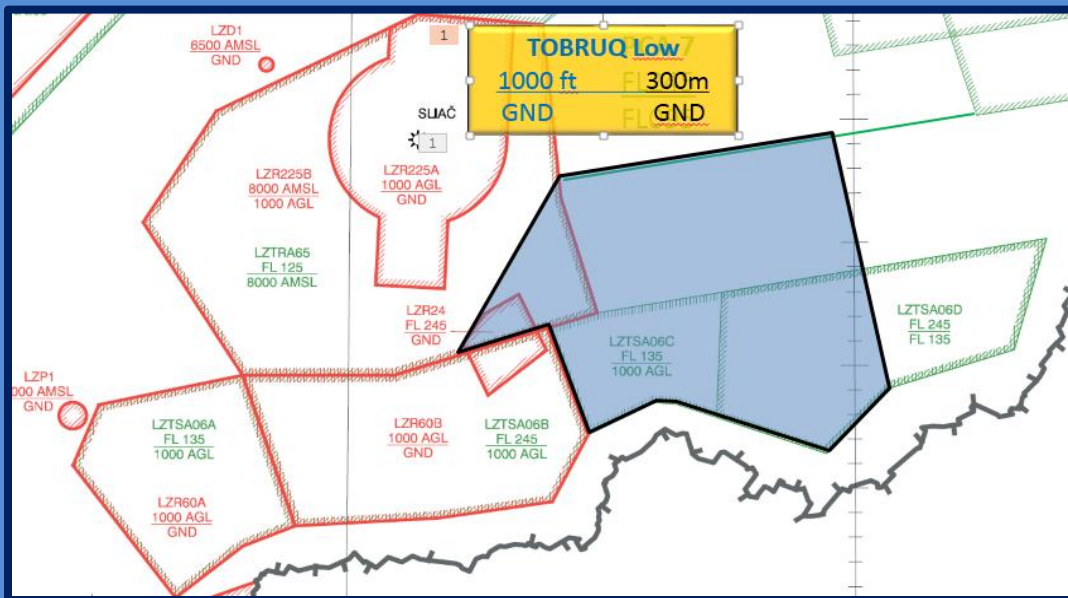 LZD1
6500 AMSL
GND
1
TOBRUQ Low
1000 ft 300m
GND GND
SLIAČ
1
LZR225B
8000 AMSL
1000 AGL
LZR225A
1000 AGL
GND
LZTRA65
FL 125
8000 AMSL
LZR24
FL 245
GND
LZTSA06C
FL 135
1000 AGL
LZTSA06D
FL 245
FL 135
LZP1
000 AMSL
GND
LZTSA06A
FL 135
1000 AGL
LZR60B
1000 AGL
GND
LZTSA06B
FL 245
1000 AGL
LZR60A
1000 AGL
GND